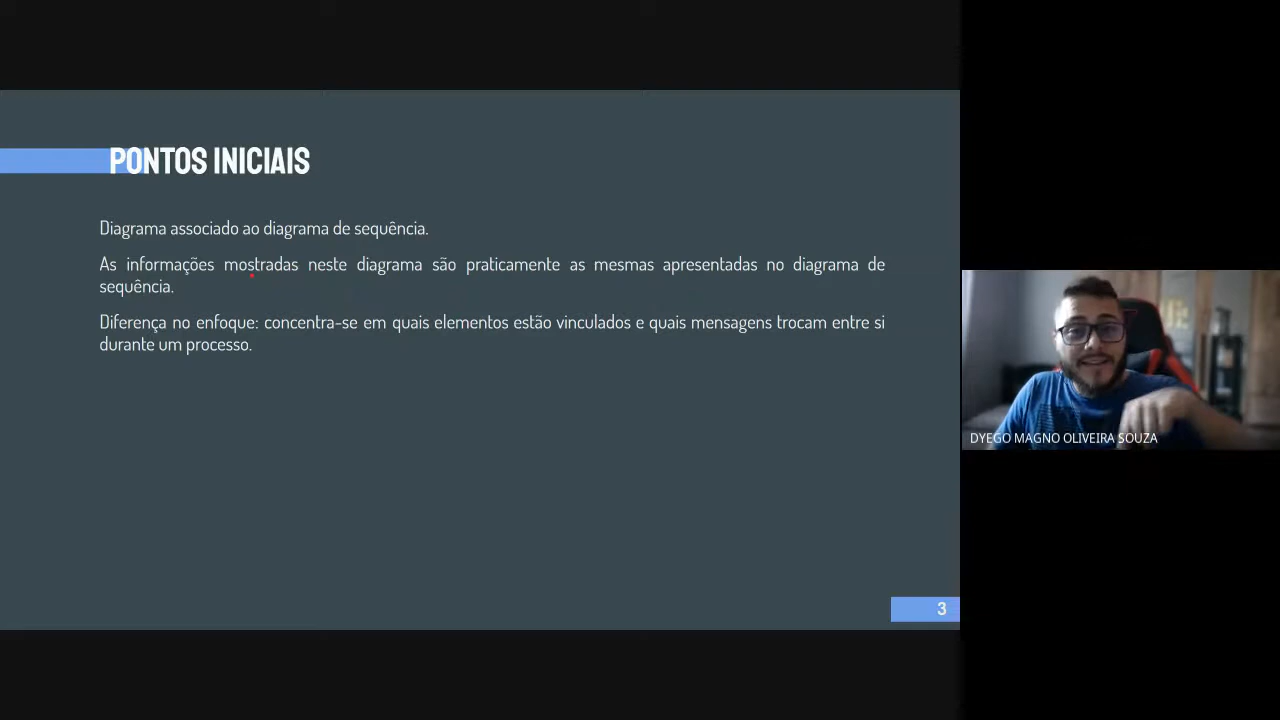 PONTOS INICIAIS
Diagrama associado ao diagrama de sequência.
As informações mostradas neste diagrama são praticamente as mesmas apresentadas no diagrama de
sequência.
Diferença no enfoque: concentra-se em quais elementos estão vinculados e quais mensagens trocam entre si
durante um processo.
3
DYEGO MAGNO OLIVEIRA SOUZA